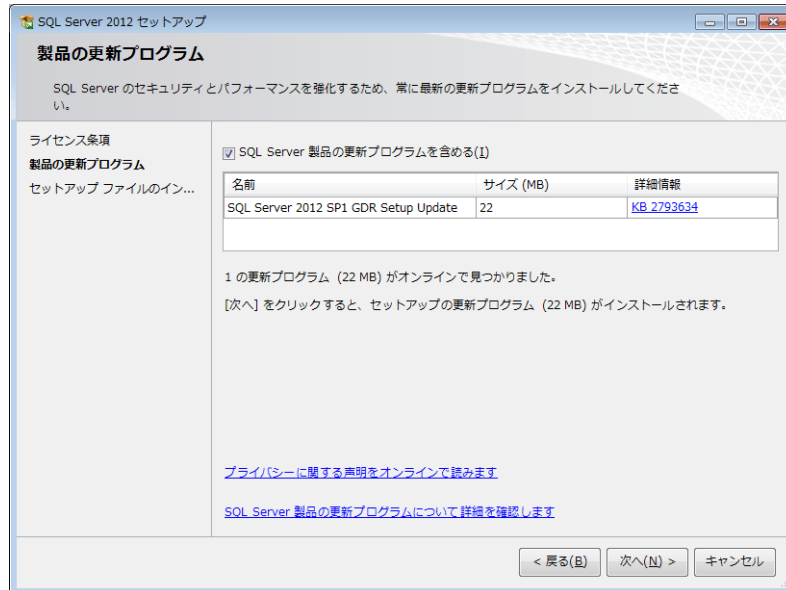 SQL Server 2012 セットアップ
製品の更新プログラム
SQL Server のセキュリティとパフォーマンスを強化するため、常に最新の更新プログラムをインストールしてくださ
い。
ライセンス条項
製品の更新プログラム
セットアップ ファイルのイン...
SQL Server 製品の更新プログラムを含める(I)
名前 サイズ (MB) 詳細情報
SQL Server 2012 SP1 GDR Setup Update 22 KB 2793634
1 の更新プログラム (22 MB) がオンラインで見つかりました。
[次へ] をクリックすると、セットアップの更新プログラム (22 MB) がインストールされます。
プライバシーに関する声明をオンラインで読みます
SQL Server 製品の更新プログラムについて詳細を確認します
< 戻る(B) 次へ(N) > キャンセル